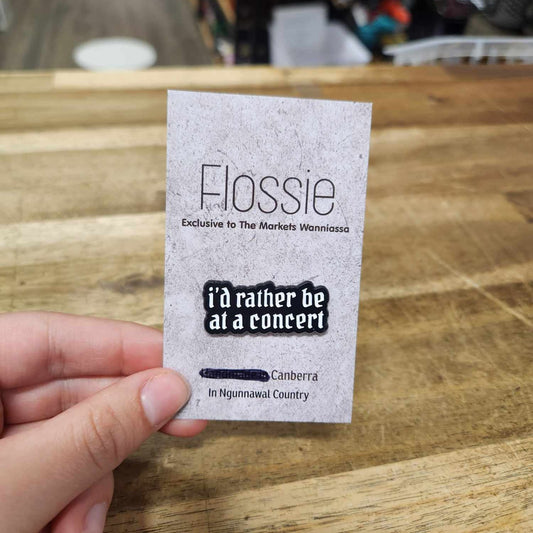 Flossie
Exclusive to The Markets Wanniassa
i'd rather be
at a concert
Canberra
In Ngunnawal Country